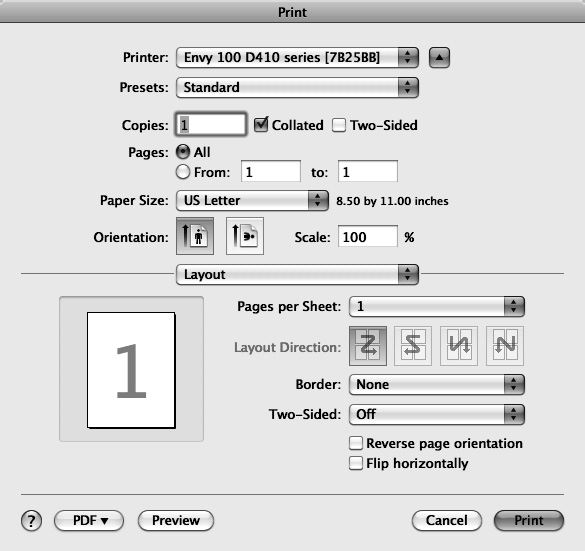 Print
Printer: Envy 100 D410 series [7B25BB]
Presets: Standard
Copies: 1 Collated Two-Sided
Pages: All
From: 1 to: 1
Paper Size: US Letter 8.50 by 11.00 inches
Orientation: Scale: 100 %
Layout
Pages per Sheet: 1
Layout Direction:
Border: None
Two-Sided: Off
Reverse page orientation
Flip horizontally
1
? PDF ▾ Preview Cancel Print